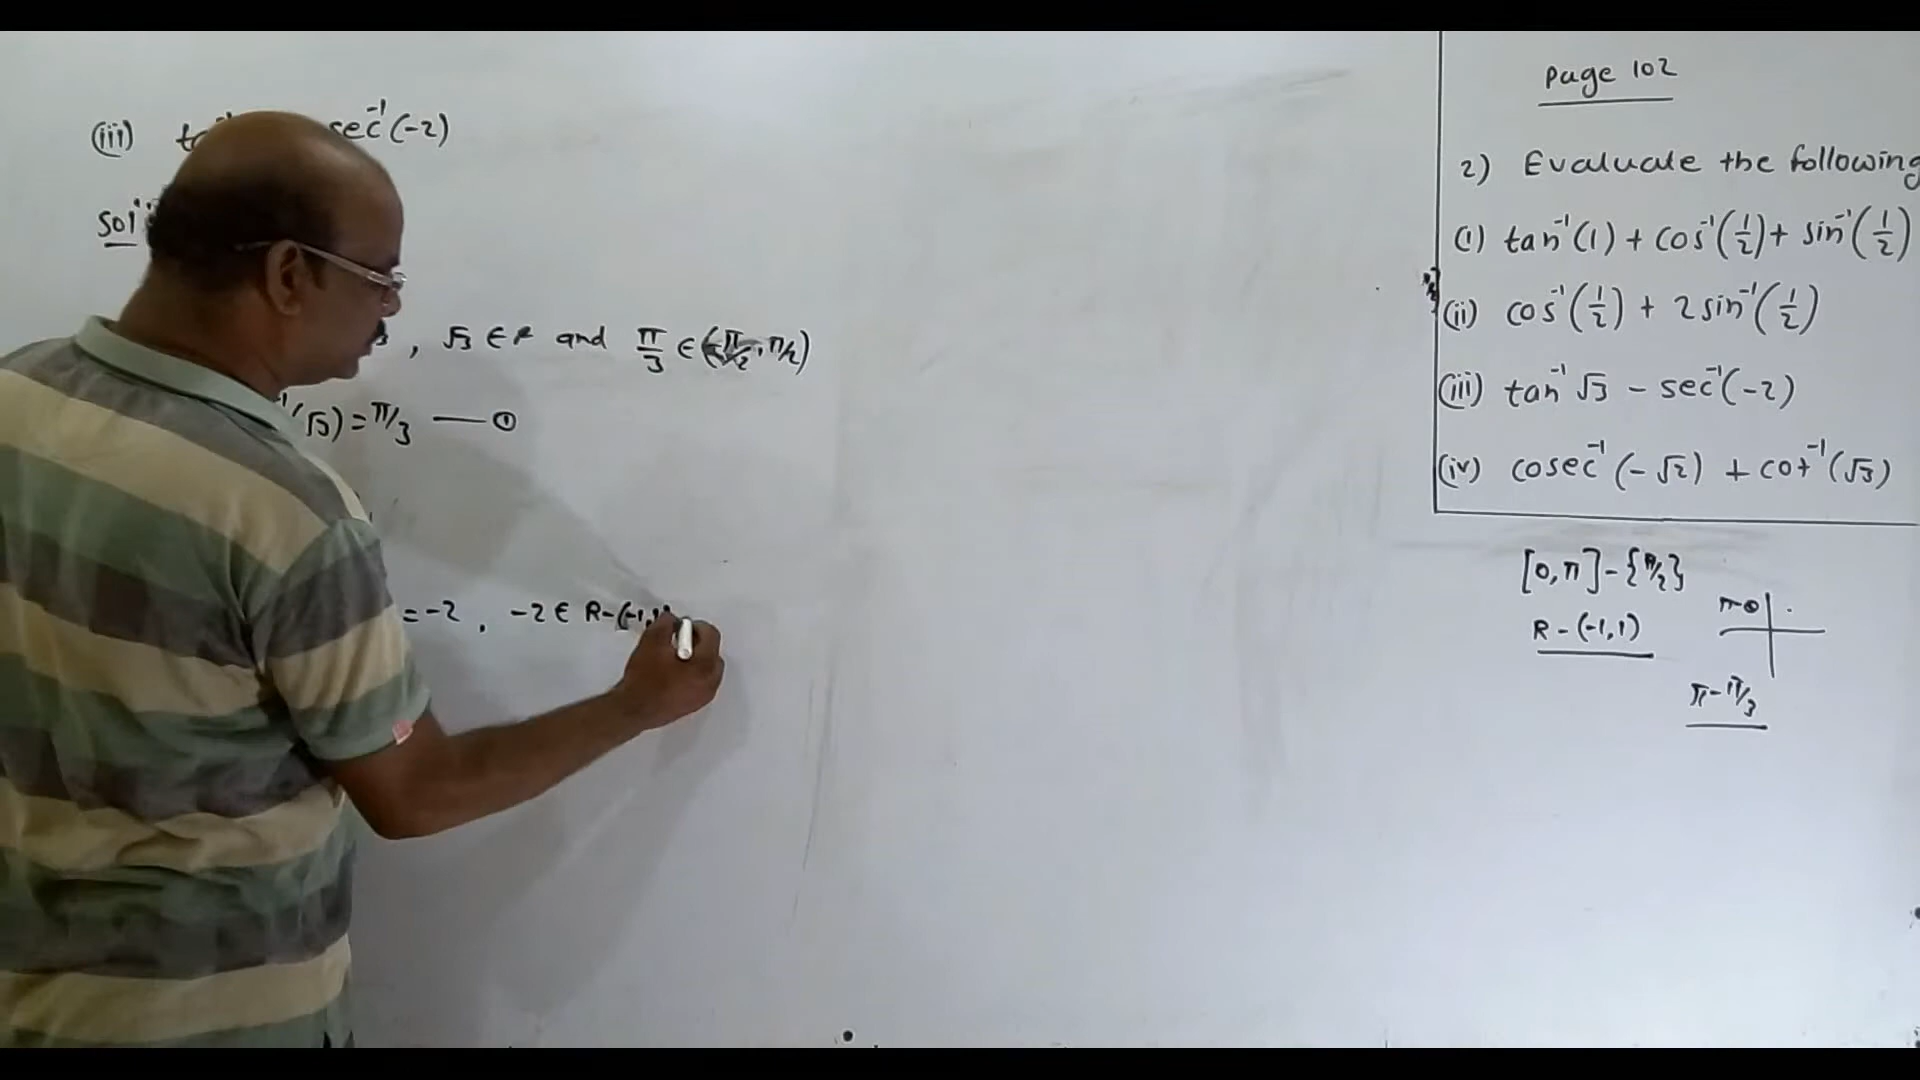 (iii) sec⁻¹(-2)
Sol
, √3 ∈ R and π/3 ∈ (-π/2, π/2)
√3) = π/3 — ①
= -2 , -2 ∈ R-(-1,1)
Page 102
2) Evaluate the following
(i) tan⁻¹(1) + cos⁻¹(1/2) + sin⁻¹(1/2)
(ii) cos⁻¹(1/2) + 2 sin⁻¹(1/2)
(iii) tan⁻¹ √3 - sec⁻¹(-2)
(iv) cosec⁻¹(-√2) + cot⁻¹(√3)
[0, π] - {π/2}
R - (-1,1)
π-θ
π - π/3